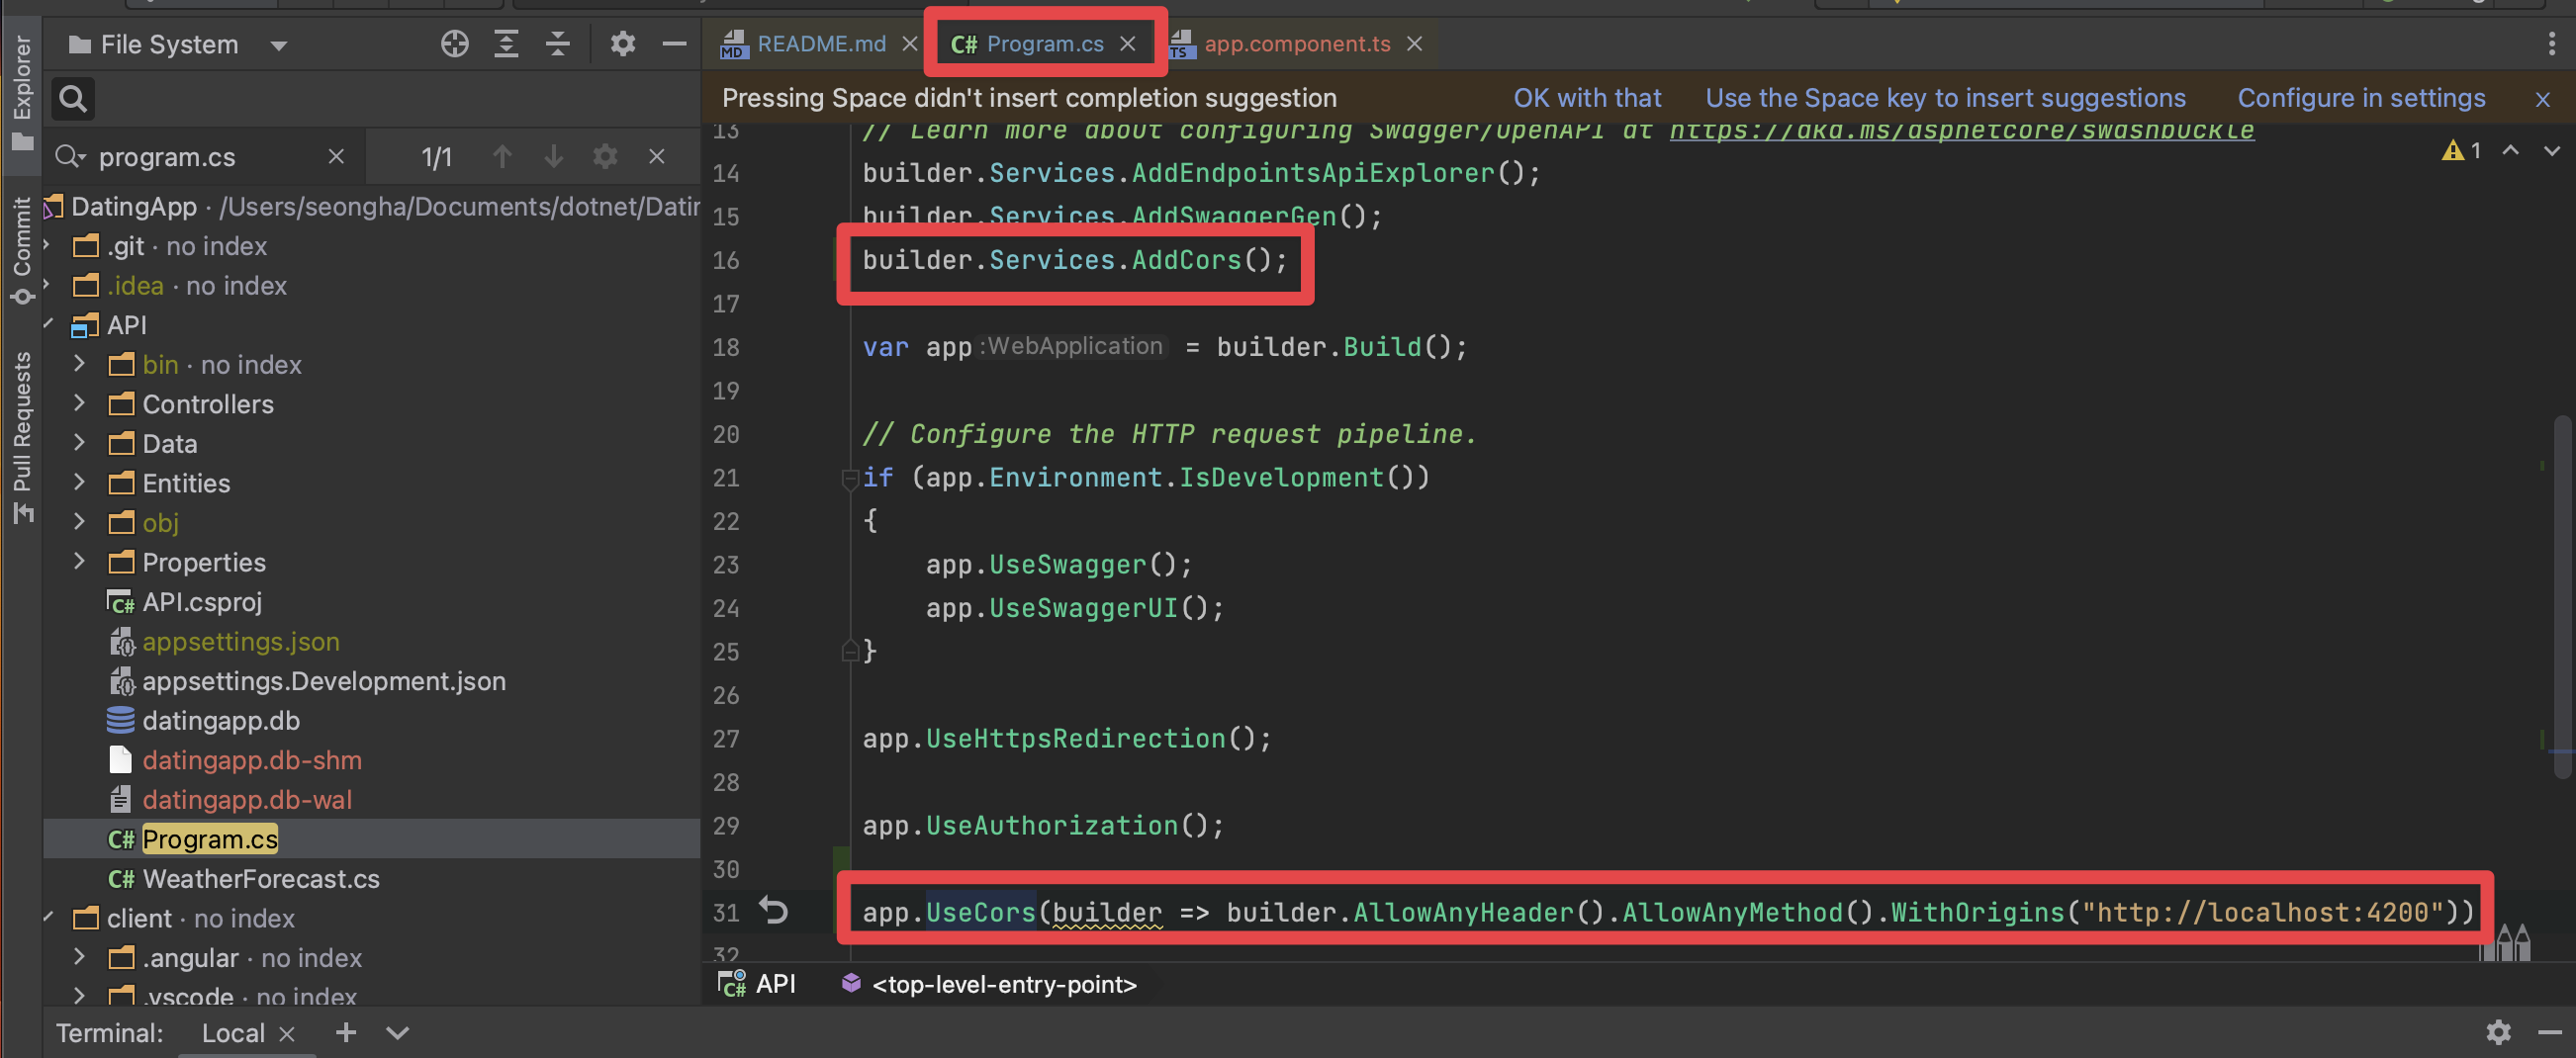 Explorer
Commit
Pull Requests
File System
program.cs
1/1
DatingApp · /Users/seongha/Documents/dotnet/Datin
.git · no index
.idea · no index
API
bin · no index
Controllers
Data
Entities
obj
Properties
API.csproj
appsettings.json
appsettings.Development.json
datingapp.db
datingapp.db-shm
datingapp.db-wal
C# Program.cs
C# WeatherForecast.cs
client · no index
.angular · no index
.vscode · no index
MD README.md
C# Program.cs
TS app.component.ts
Pressing Space didn't insert completion suggestion
OK with that
Use the Space key to insert suggestions
Configure in settings
1
13 // Learn more about configuring Swagger/OpenAPI at https://aka.ms/aspnetcore/swashbuckle
14 builder.Services.AddEndpointsApiExplorer();
15 builder.Services.AddSwaggerGen();
16 builder.Services.AddCors();
17
18 var app :WebApplication = builder.Build();
19
20 // Configure the HTTP request pipeline.
21 if (app.Environment.IsDevelopment())
22 {
23 app.UseSwagger();
24 app.UseSwaggerUI();
25 }
26
27 app.UseHttpsRedirection();
28
29 app.UseAuthorization();
30
31 app.UseCors(builder => builder.AllowAnyHeader().AllowAnyMethod().WithOrigins("http://localhost:4200"))
32
C# API
<top-level-entry-point>
Terminal:
Local